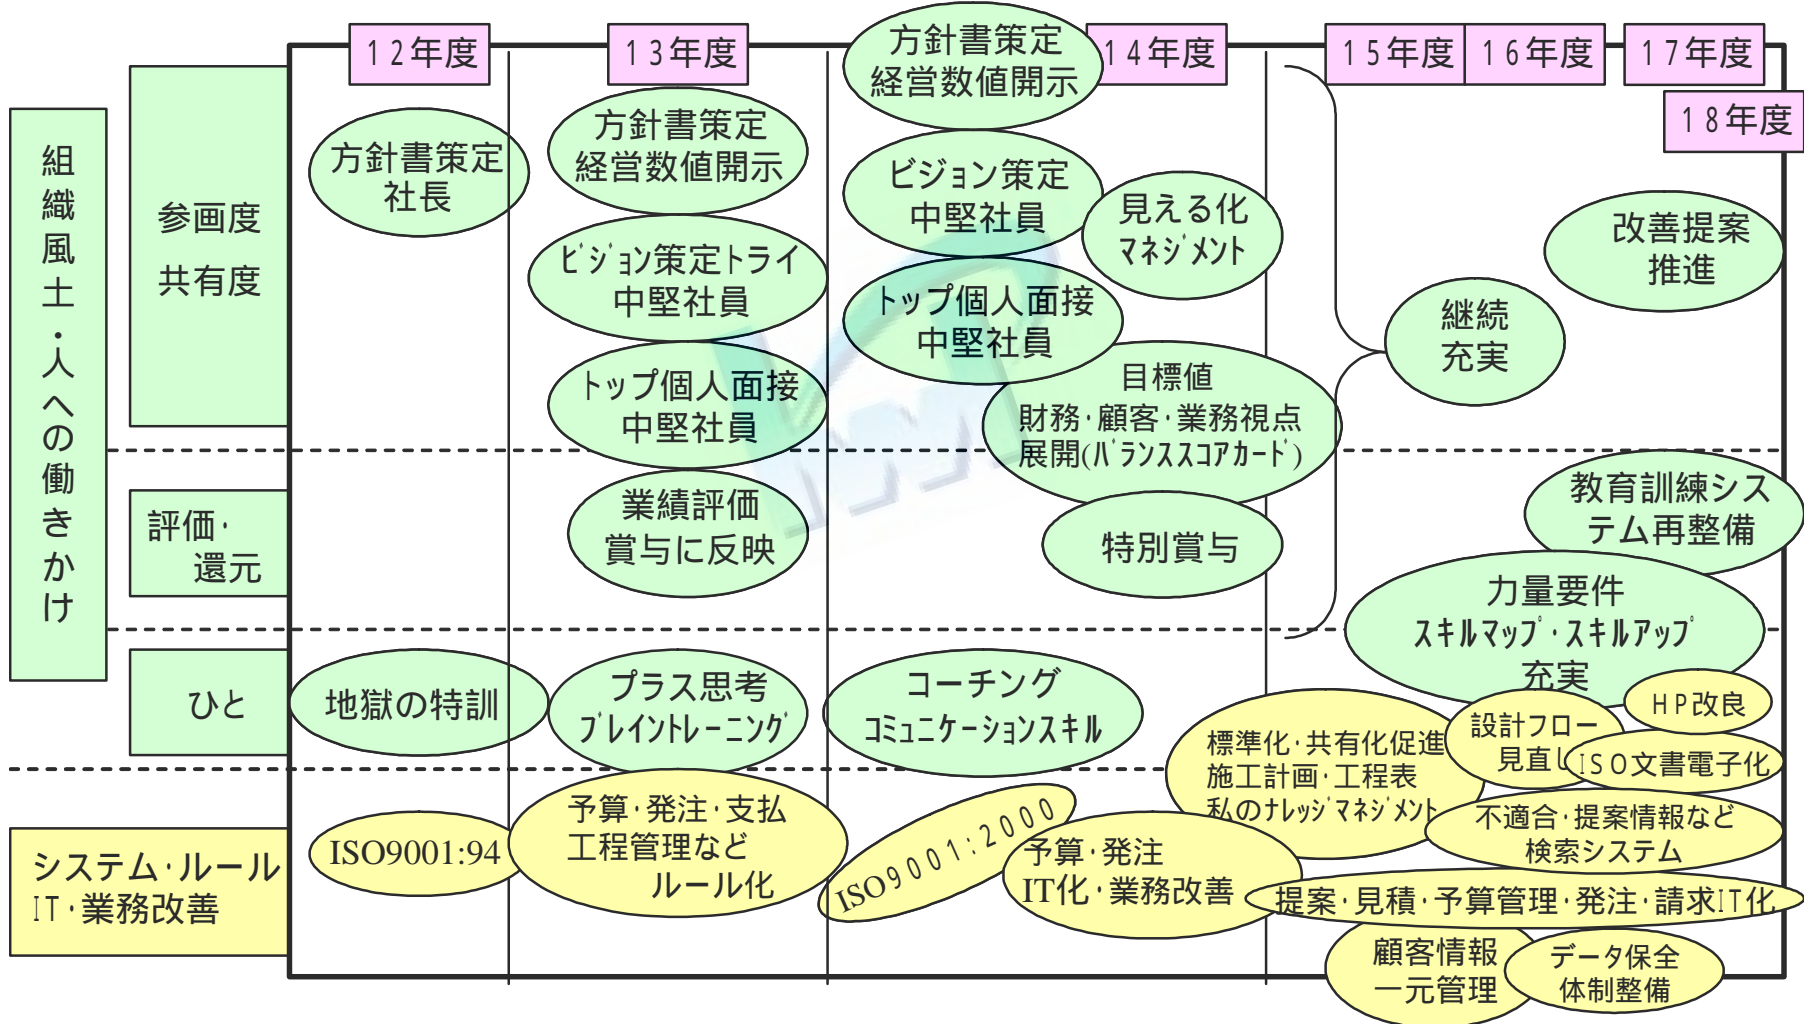 12年度
13年度
14年度
15年度
16年度
17年度
18年度
組織風土・人への働きかけ
参画度
共有度
方針書策定
社長
方針書策定
経営数値開示
ビジョン策定トライ
中堅社員
トップ個人面接
中堅社員
方針書策定
経営数値開示
ビジョン策定
中堅社員
トップ個人面接
中堅社員
見える化
マネジメント
目標値
財務・顧客・業務視点
展開(バランススコアカード)
継続
充実
改善提案
推進
評価・
還元
業績評価
賞与に反映
特別賞与
教育訓練シス
テム再整備
力量要件
スキルマップ・スキルアップ
充実
ひと
地獄の特訓
プラス思考
ブレイントレーニング
コーチング
コミュニケーションスキル
システム・ルール
IT・業務改善
ISO9001:94
予算・発注・支払
工程管理など
ルール化
ISO9001:2000
予算・発注
IT化・業務改善
標準化・共有化促進
施工計画・工程表
私のナレッジマネジメント
設計フロー
見直し
HP改良
ISO文書電子化
不適合・提案情報など
検索システム
提案・見積・予算管理・発注・請求IT化
顧客情報
一元管理
データ保全
体制整備